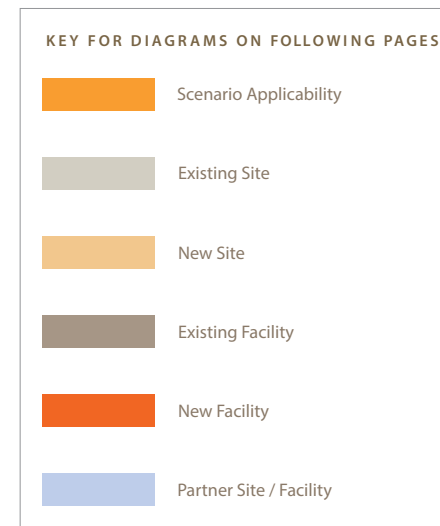 KEY FOR DIAGRAMS ON FOLLOWING PAGES
Scenario Applicability
Existing Site
New Site
Existing Facility
New Facility
Partner Site / Facility